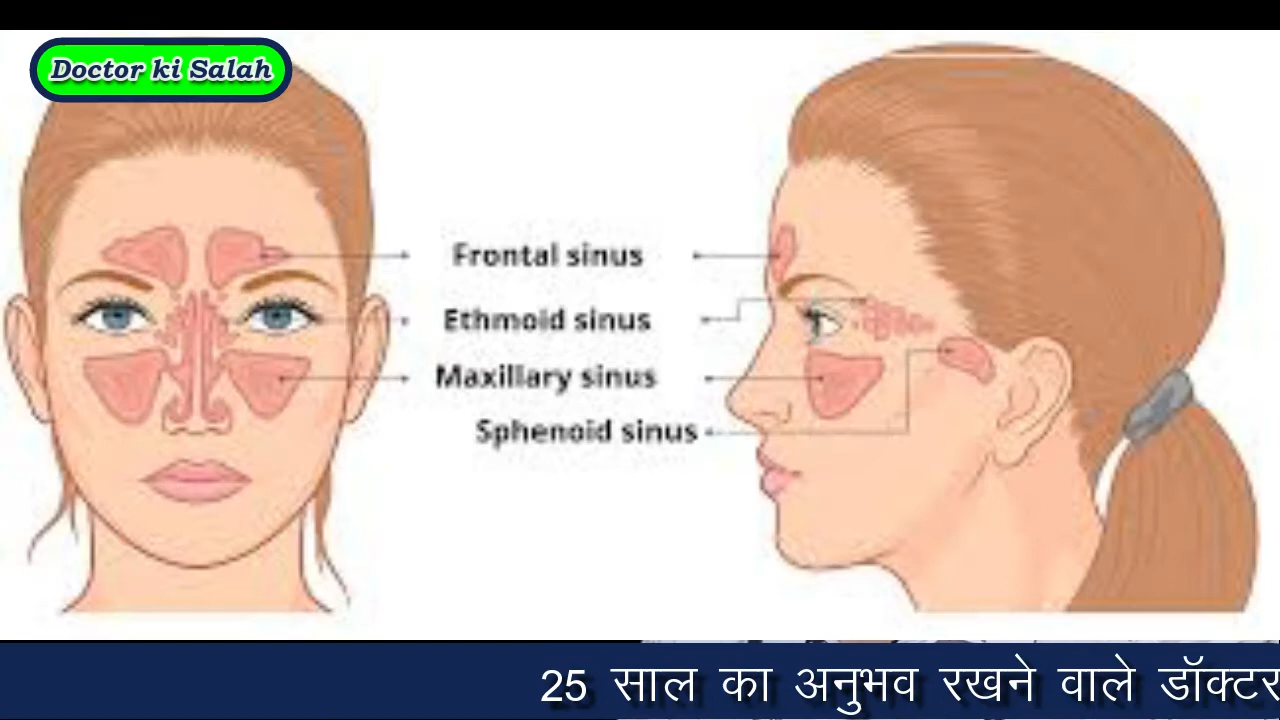 Doctor ki Salah
Frontal sinus
Ethmoid sinus
Maxillary sinus
Sphenoid sinus
25 साल का अनुभव रखने वाले डॉक्टर